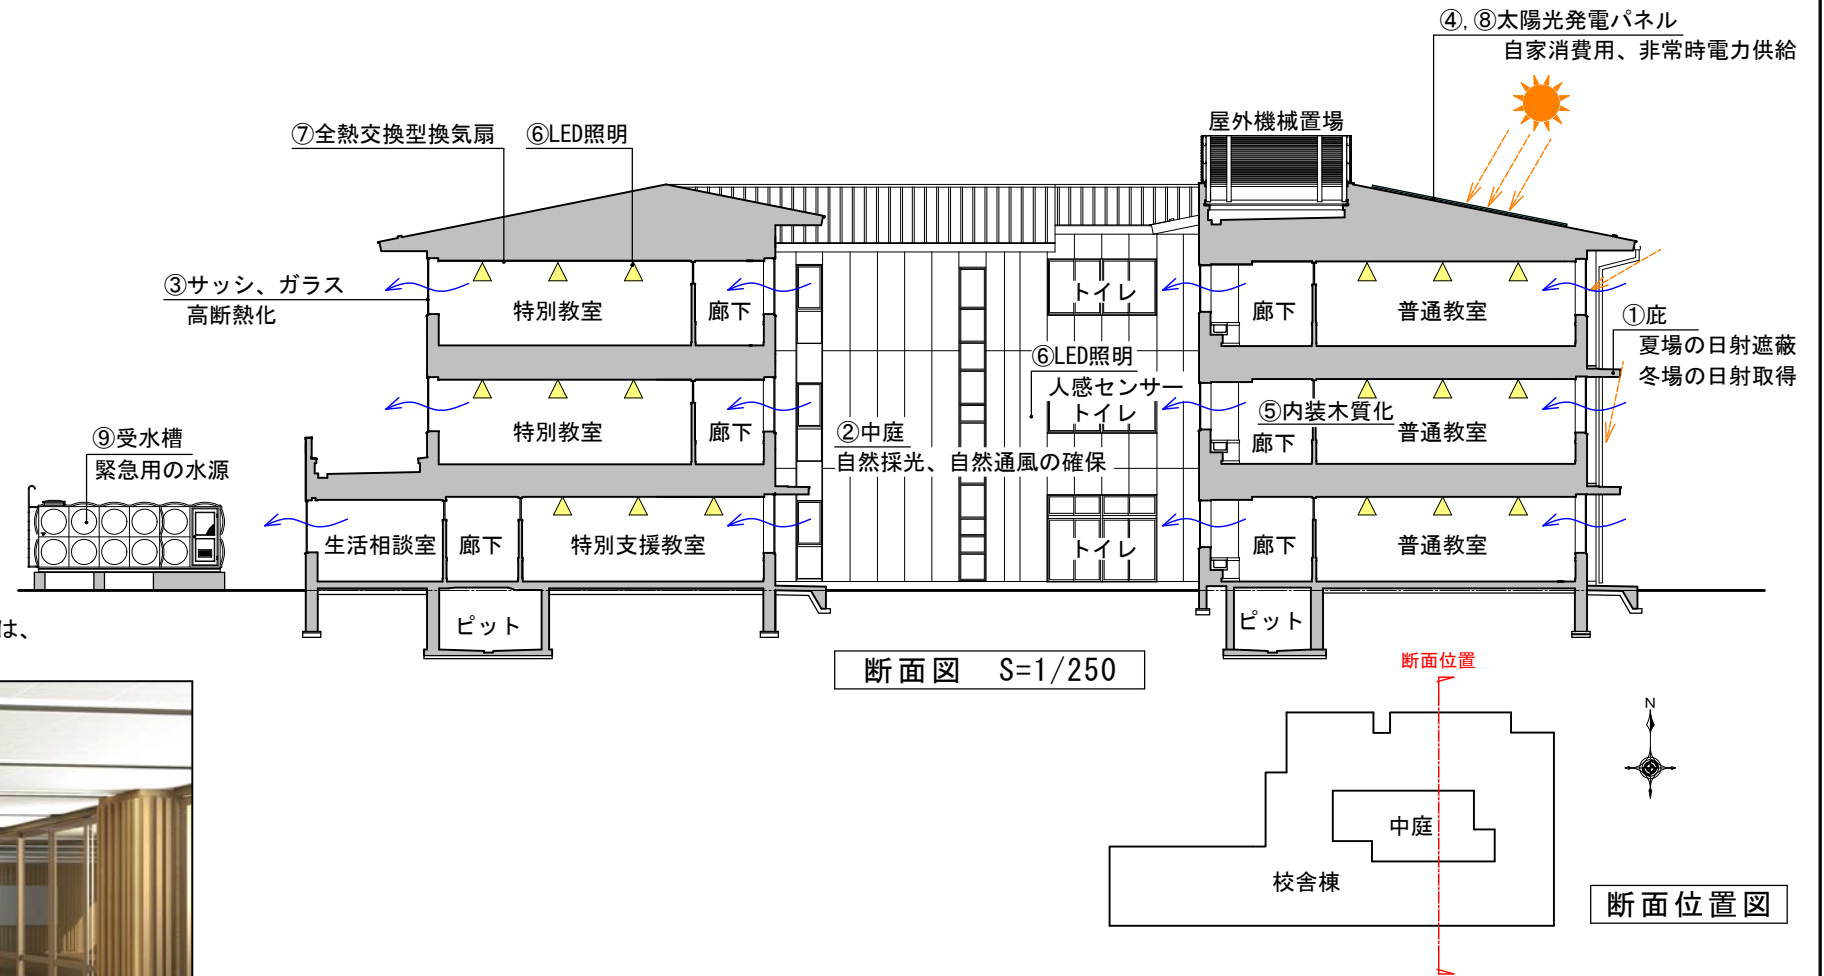 ④,⑧太陽光発電パネル
自家消費用、非常時電力供給
屋外機械置場
⑦全熱交換型換気扇
⑥LED照明
③サッシ、ガラス
高断熱化
特別教室
廊下
トイレ
廊下
普通教室
①庇
夏場の日射遮蔽
冬場の日射取得
⑥LED照明
人感センサー
トイレ
特別教室
廊下
②中庭
自然採光、自然通風の確保
⑤内装木質化
廊下
普通教室
⑨受水槽
緊急用の水源
生活相談室
廊下
特別支援教室
トイレ
廊下
普通教室
ピット
ピット
は、
断面図 S=1/250
断面位置
N
中庭
校舎棟
断面位置図